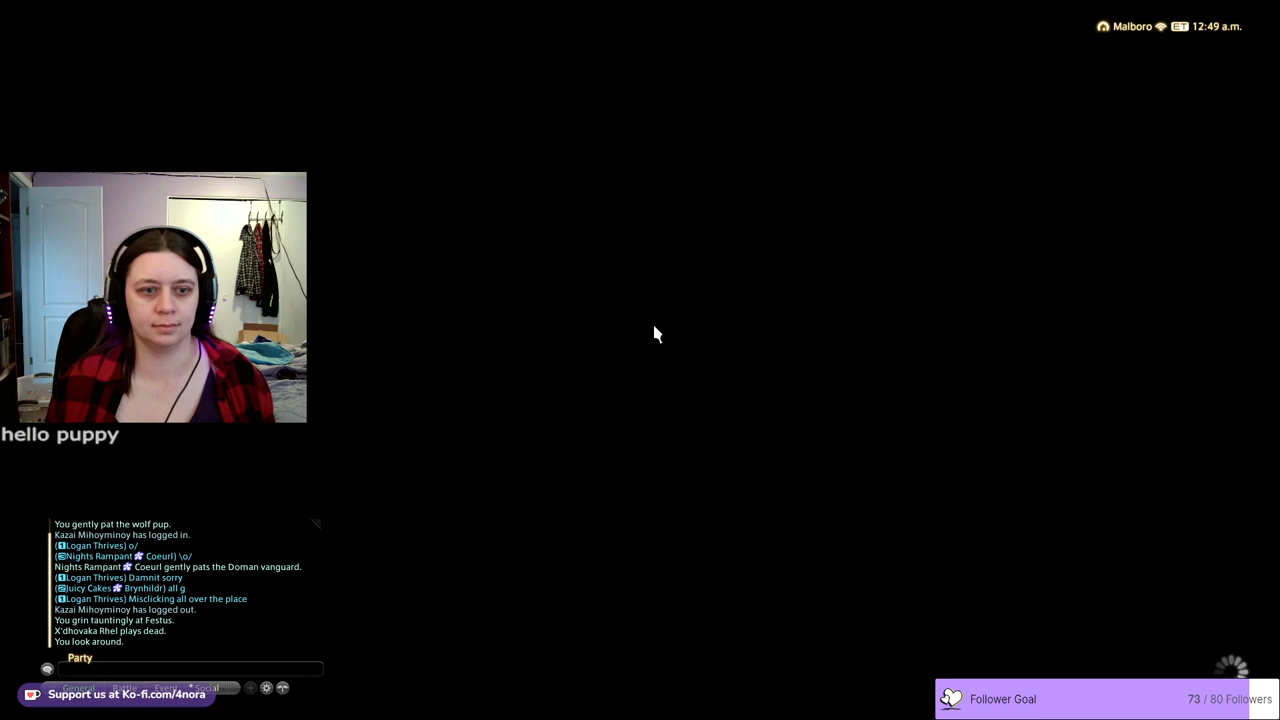 Malboro ET 12:49 a.m.
hello puppy
You gently pat the wolf pup.
Kazai Mihoyminoy has logged in.
(1Logan Thrives) o/
(Nights Rampant Coeurl) \o/
Nights Rampant Coeurl gently pats the Doman vanguard.
(1Logan Thrives) Damnit sorry
(Juicy Cakes Brynhildr) all g
(1Logan Thrives) Misclicking all over the place
Kazai Mihoyminoy has logged out.
You grin tauntingly at Festus.
X'dhovaka Rhel plays dead.
You look around.
Party
General Battle Event * Social
Support us at Ko-fi.com/4nora
Follower Goal 73 / 80 Followers